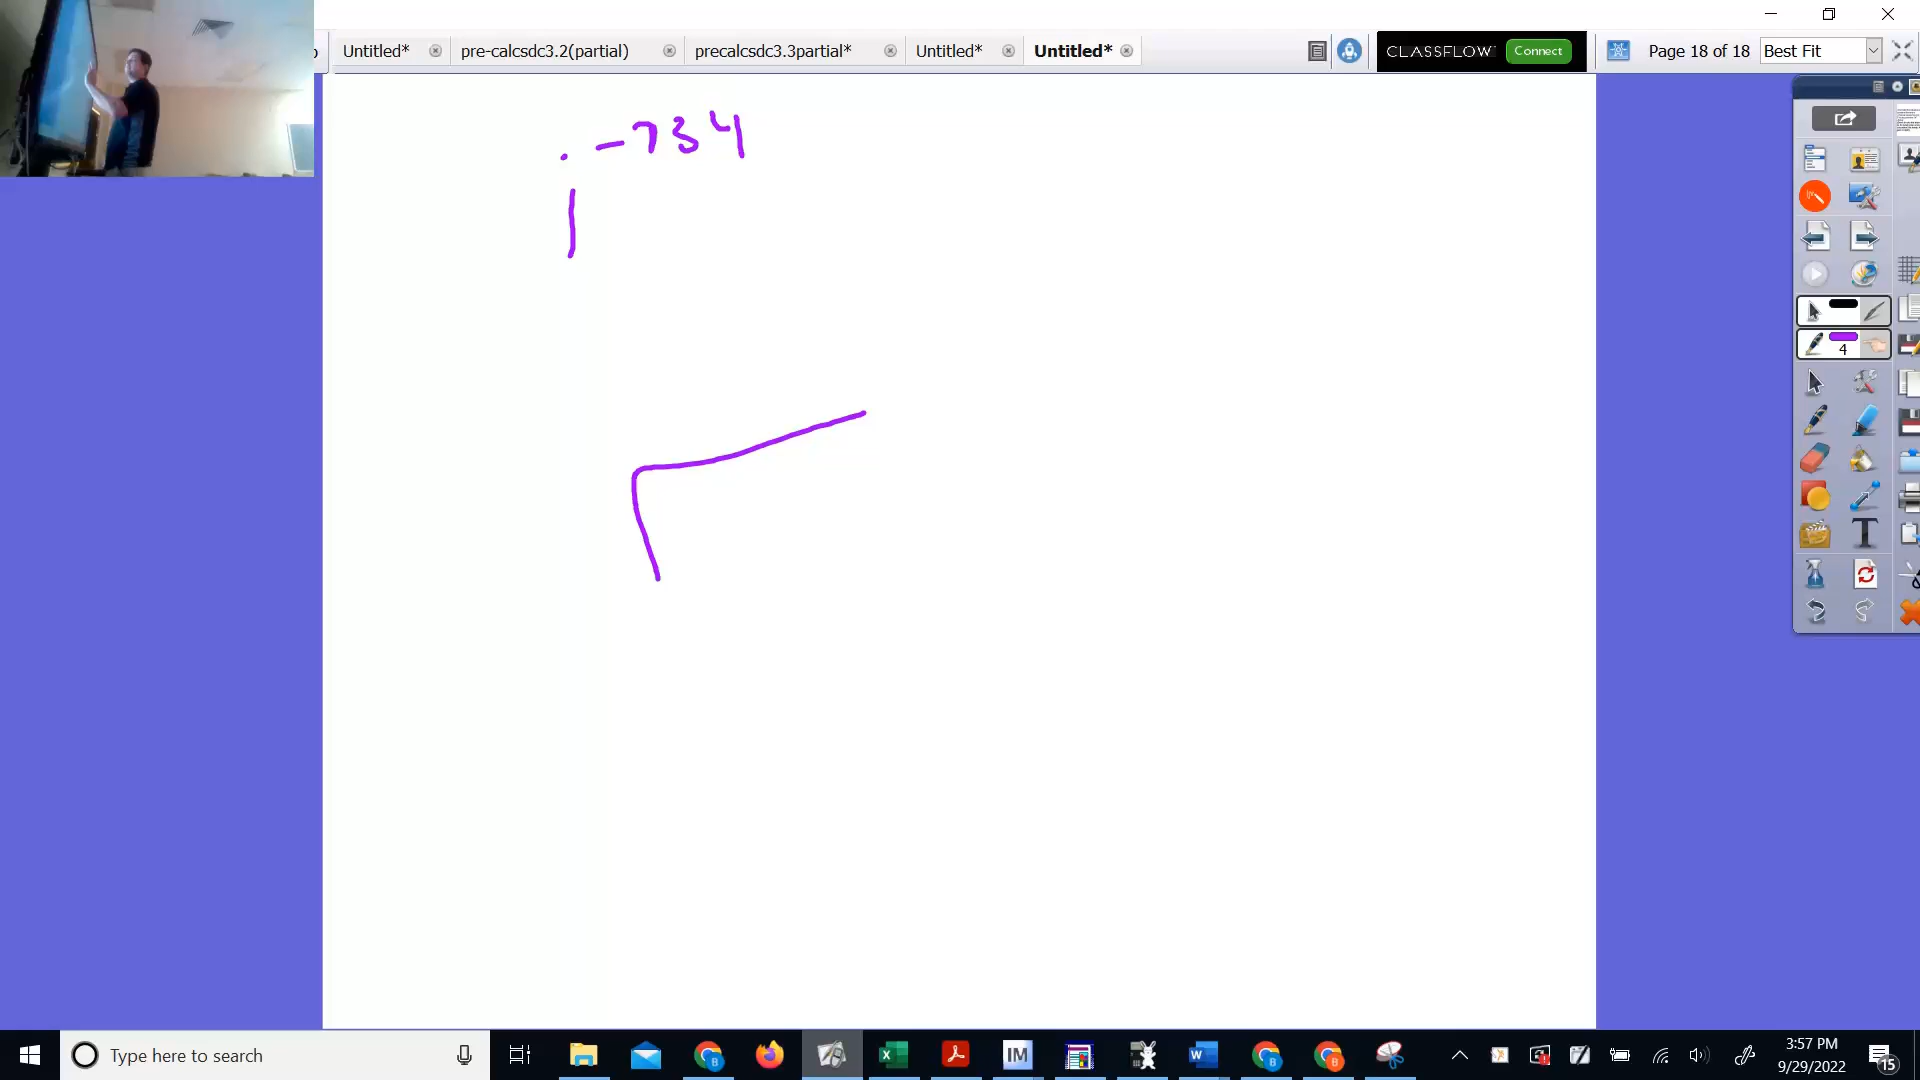 Untitled* pre-calcsdc3.2(partial) precalcsdc3.3partial* Untitled* Untitled* CLASSFLOW Connect Page 18 of 18 Best Fit
. -734
4
T
Type here to search
IM
3:57 PM
9/29/2022
15